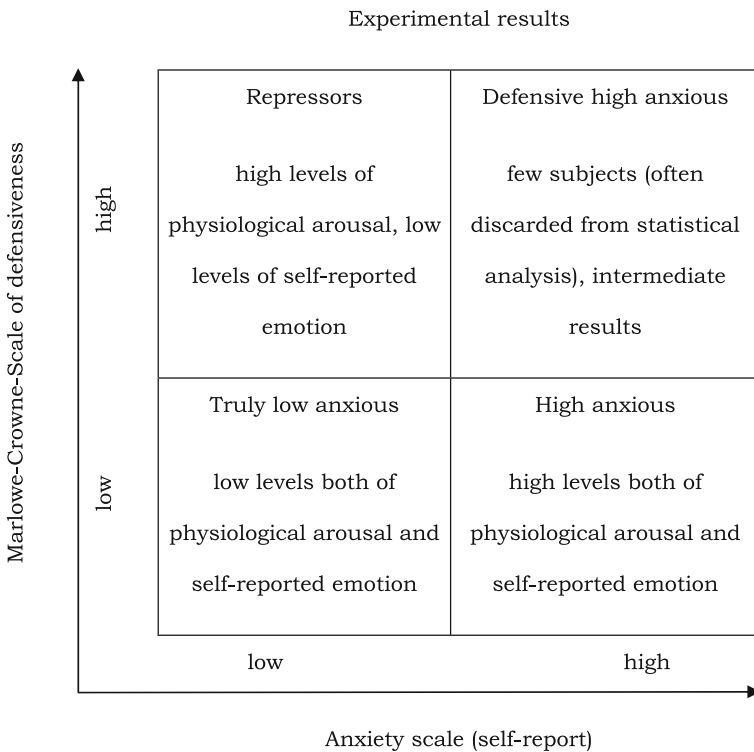 Experimental results
Marlowe-Crowne-Scale of defensiveness
high
Repressors
high levels of
physiological arousal, low
levels of self-reported
emotion
Defensive high anxious
few subjects (often
discarded from statistical
analysis), intermediate
results
low
Truly low anxious
low levels both of
physiological arousal and
self-reported emotion
High anxious
high levels both of
physiological arousal and
self-reported emotion
low
high
Anxiety scale (self-report)